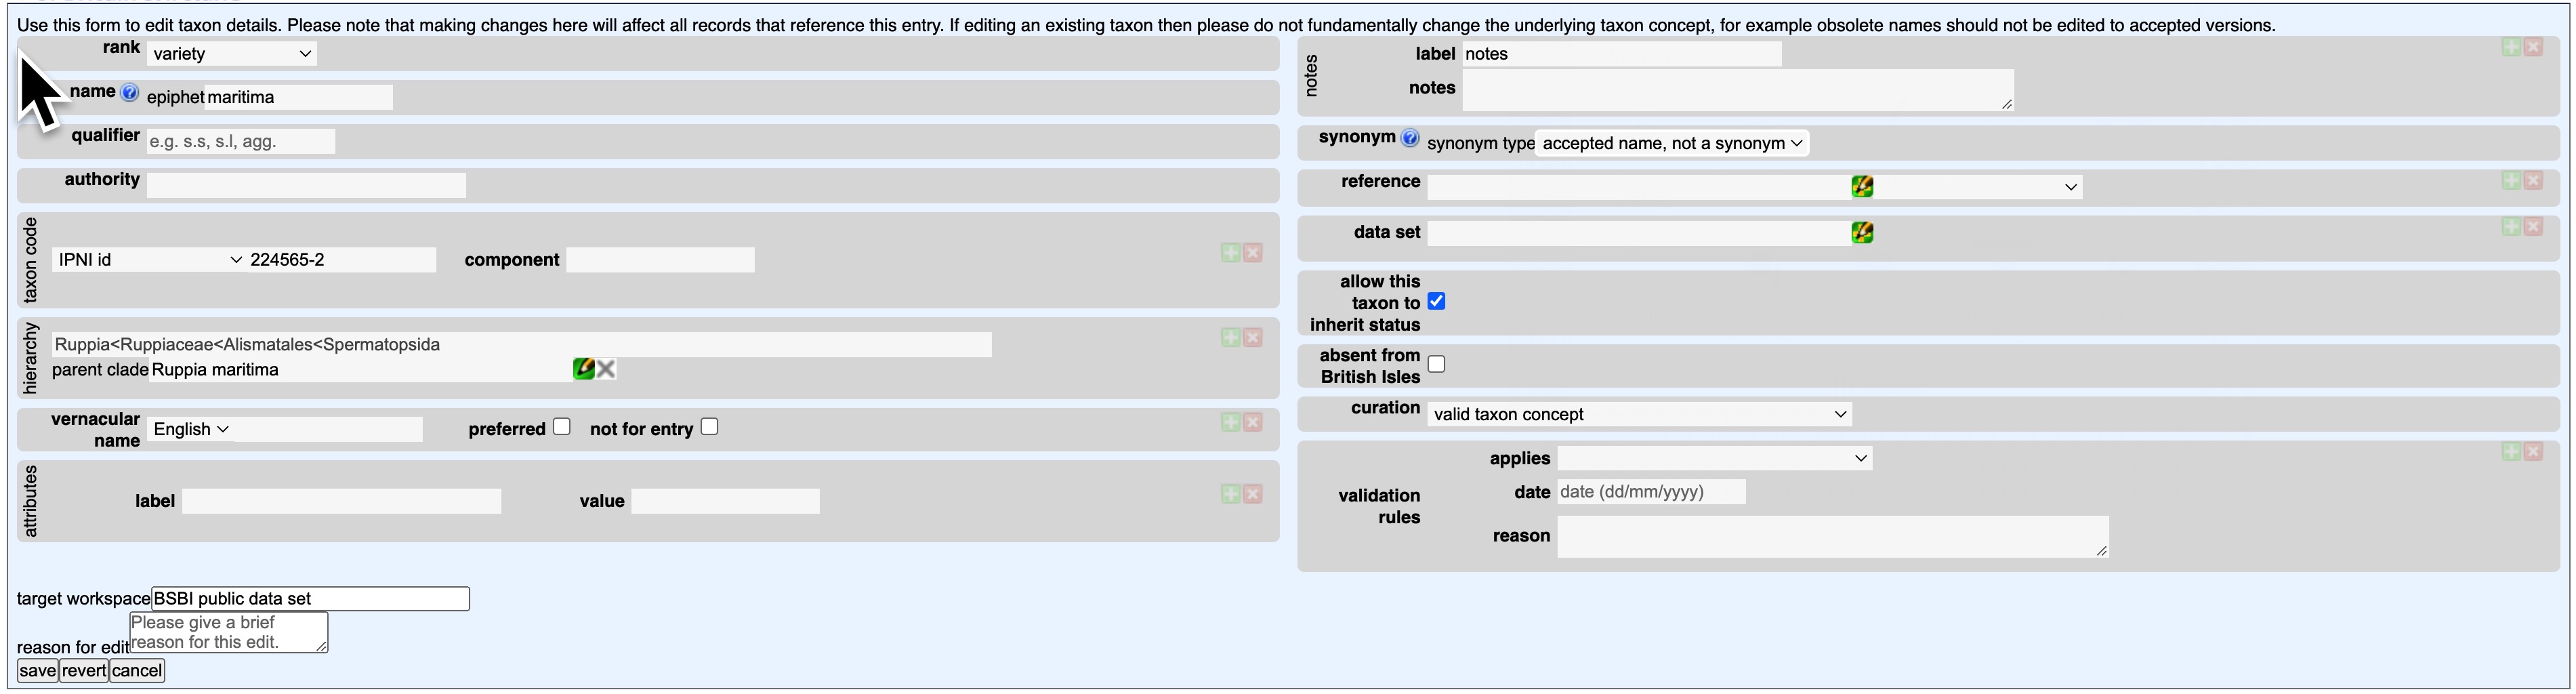 Use this form to edit taxon details. Please note that making changes here will affect all records that reference this entry. If editing an existing taxon then please do not fundamentally change the underlying taxon concept, for example obsolete names should not be edited to accepted versions.
rank variety
name epiphet maritima
qualifier e.g. s.s, s.l, agg.
authority
taxon code
IPNI id 224565-2 component
hierarchy
Ruppia<Ruppiaceae<Alismatales<Spermatopsida
parent clade Ruppia maritima
vernacular
name English preferred not for entry
attributes
label value
notes
label notes
notes
synonym synonym type accepted name, not a synonym
reference
data set
allow this
taxon to
inherit status
absent from
British Isles
curation valid taxon concept
validation
rules
applies
date date (dd/mm/yyyy)
reason
target workspace BSBI public data set
reason for edit Please give a brief
reason for this edit.
save revert cancel